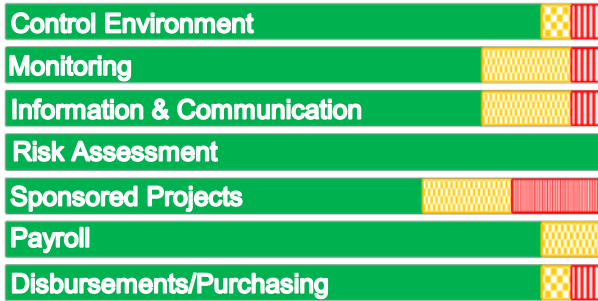 Control Environment
Monitoring
Information & Communication
Risk Assessment
Sponsored Projects
Payroll
Disbursements/Purchasing